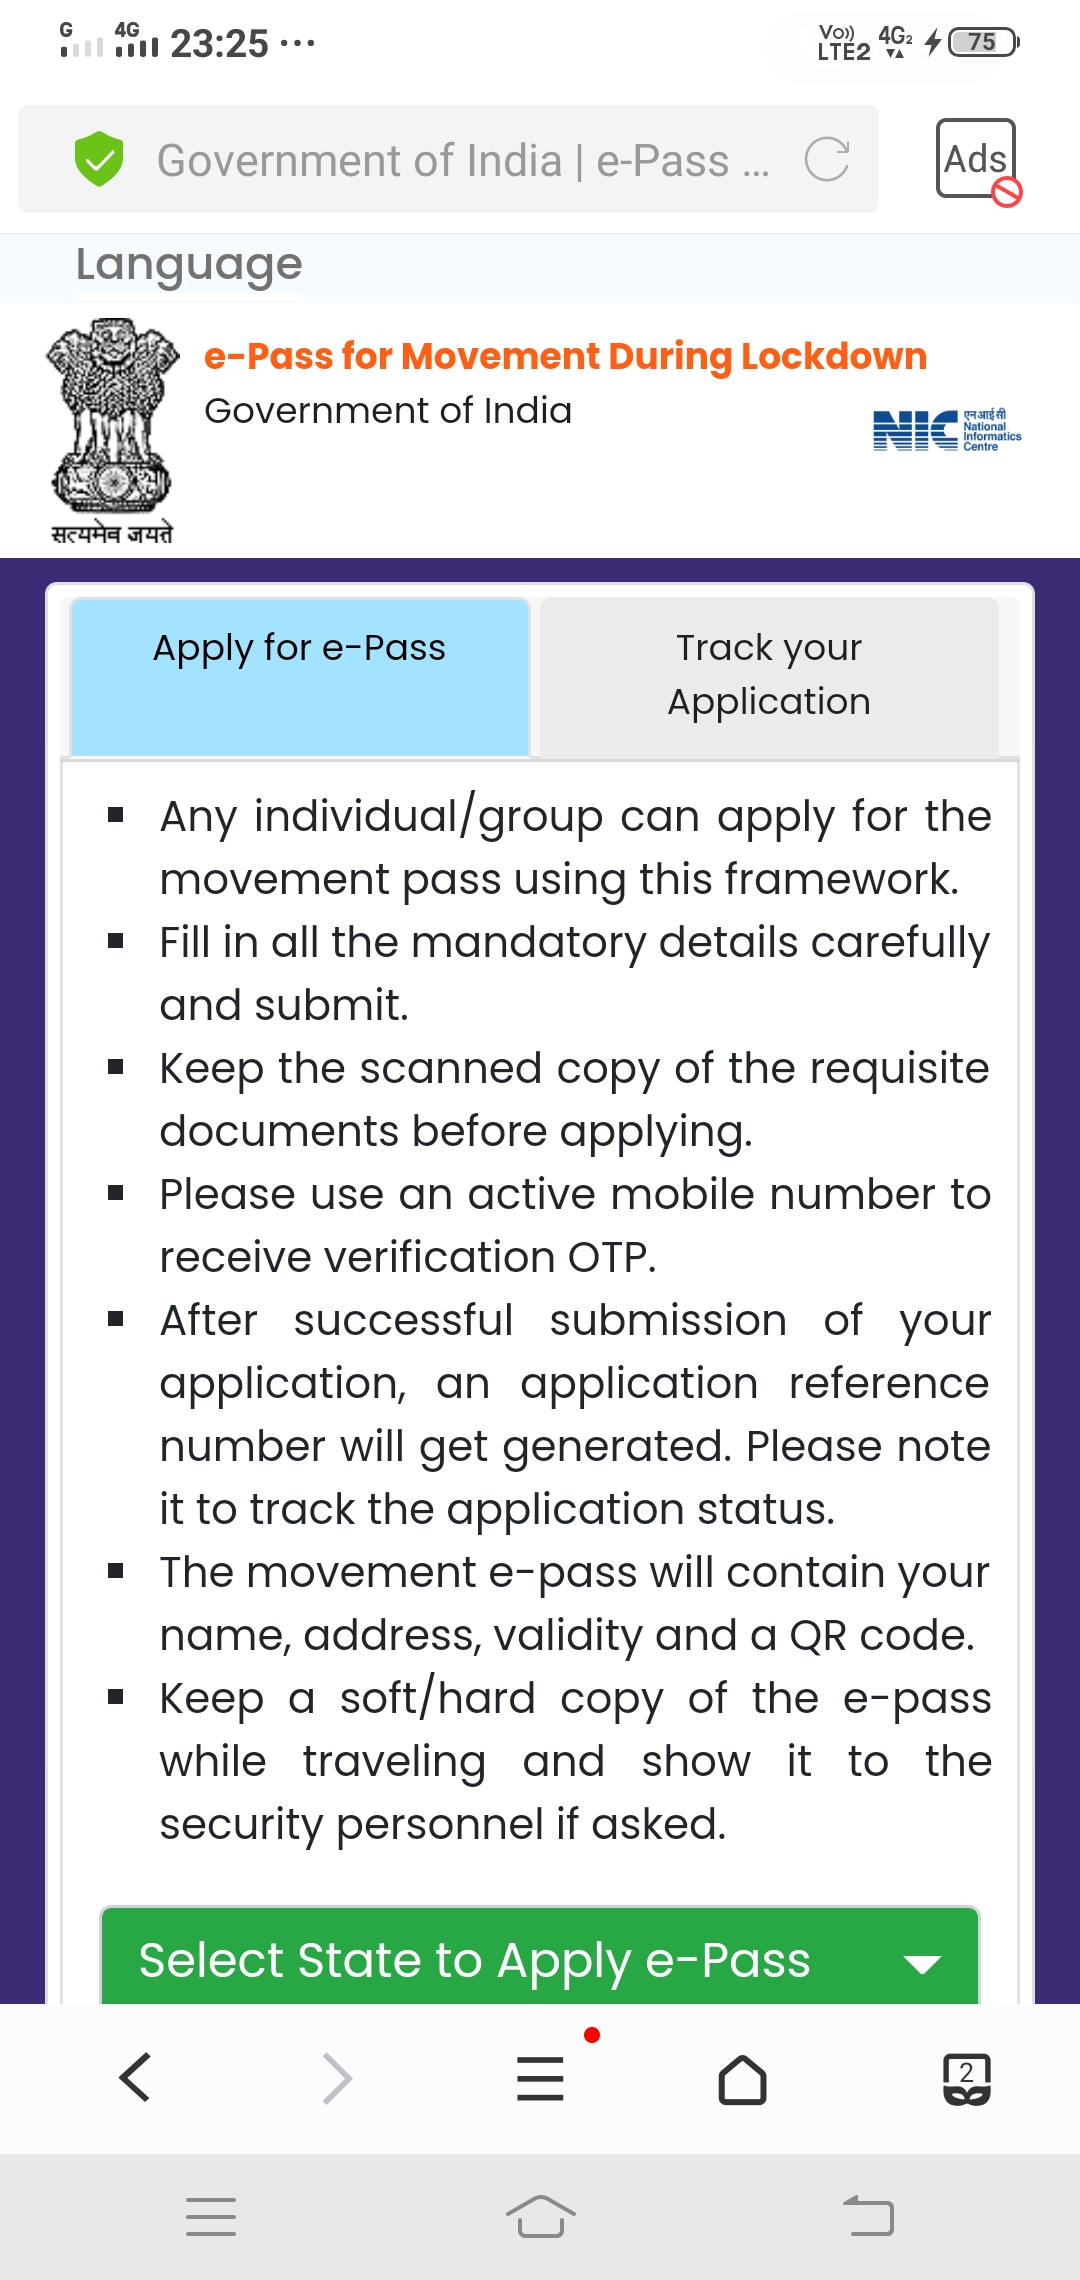 G 4G 23:25 ... Vo)) LTE2 4G2 75
Government of India | e-Pass ... Ads
Language
e-Pass for Movement During Lockdown
Government of India
NIC एनआईसी
National
Informatics
Centre
सत्यमेव जयते
Apply for e-Pass
Track your
Application
▪ Any individual/group can apply for the
movement pass using this framework.
▪ Fill in all the mandatory details carefully
and submit.
▪ Keep the scanned copy of the requisite
documents before applying.
▪ Please use an active mobile number to
receive verification OTP.
▪ After successful submission of your
application, an application reference
number will get generated. Please note
it to track the application status.
▪ The movement e-pass will contain your
name, address, validity and a QR code.
▪ Keep a soft/hard copy of the e-pass
while traveling and show it to the
security personnel if asked.
Select State to Apply e-Pass
2